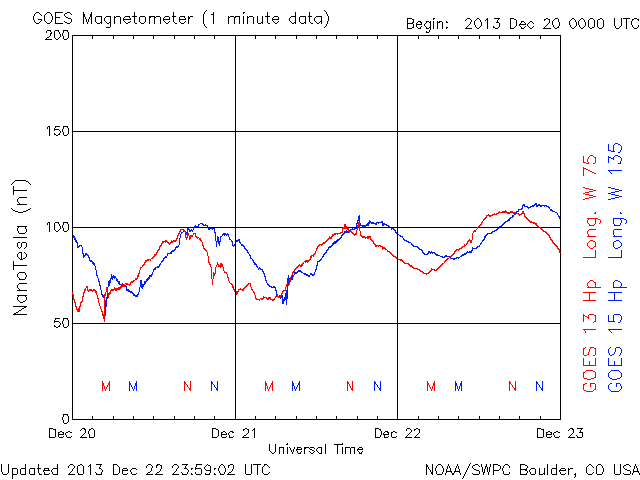 GOES Magnetometer (1 minute data)
Begin: 2013 Dec 20 0000 UTC
200
150
100
50
0
NanoTesla (nT)
M M N N M M N N M M N N
Dec 20 Dec 21 Dec 22 Dec 23
Universal Time
GOES 13 Hp Long. W 75
GOES 15 Hp Long. W 135
Updated 2013 Dec 22 23:59:02 UTC
NOAA/SWPC Boulder, CO USA